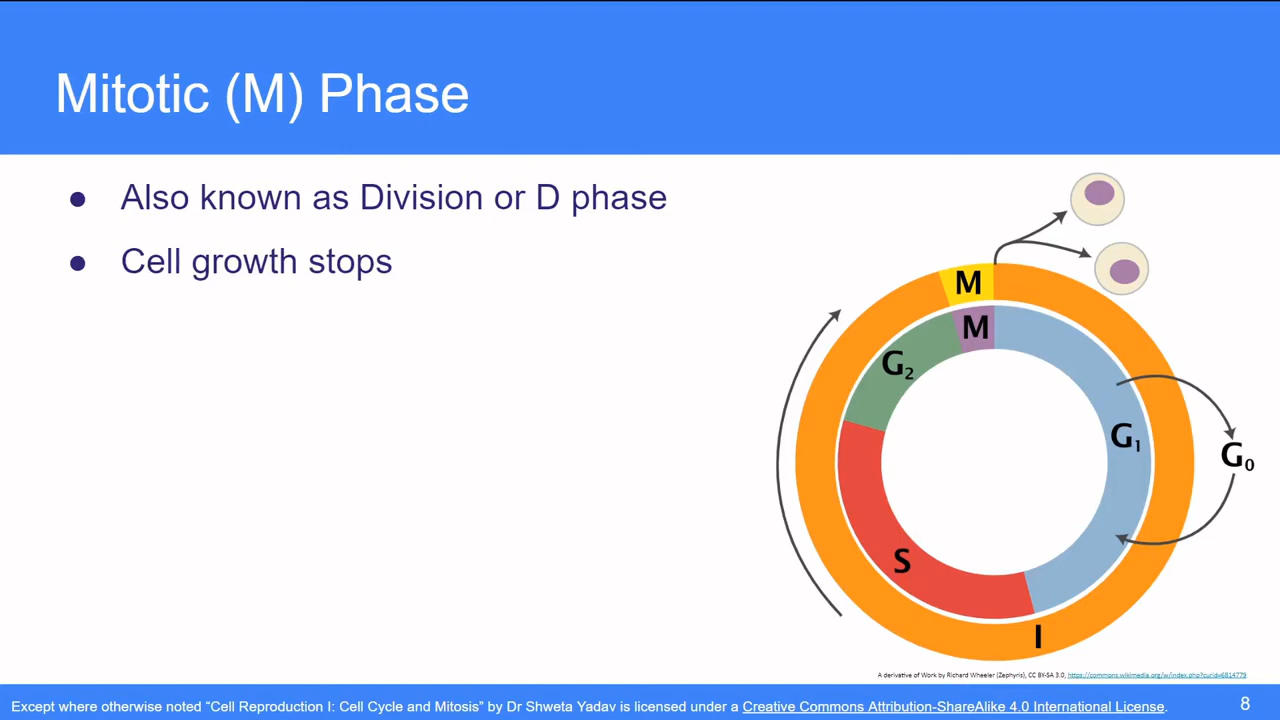 Mitotic (M) Phase
● Also known as Division or D phase
● Cell growth stops
M
M
G2
G1
G0
S
I
A derivative of Work by Richard Wheeler (Zephyris), CC BY-SA 3.0, https://commons.wikimedia.org/w/index.php?curid=6814779
Except where otherwise noted “Cell Reproduction I: Cell Cycle and Mitosis” by Dr Shweta Yadav is licensed under a Creative Commons Attribution-ShareAlike 4.0 International License.
8